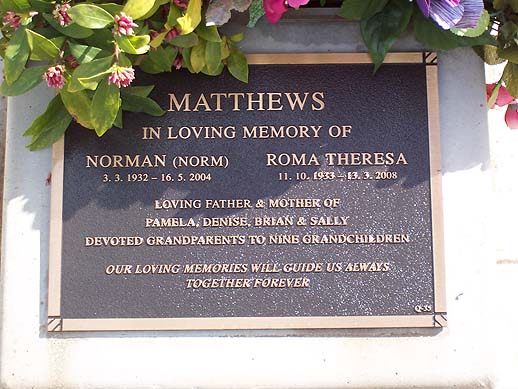 MATTHEWS
IN LOVING MEMORY OF
NORMAN (NORM) ROMA THERESA
3. 3. 1932 – 16. 5. 2004 11. 10. 1933 – 13. 3. 2008
LOVING FATHER & MOTHER OF
PAMELA, DENISE, BRIAN & SALLY
DEVOTED GRANDPARENTS TO NINE GRANDCHILDREN
OUR LOVING MEMORIES WILL GUIDE US ALWAYS
TOGETHER FOREVER